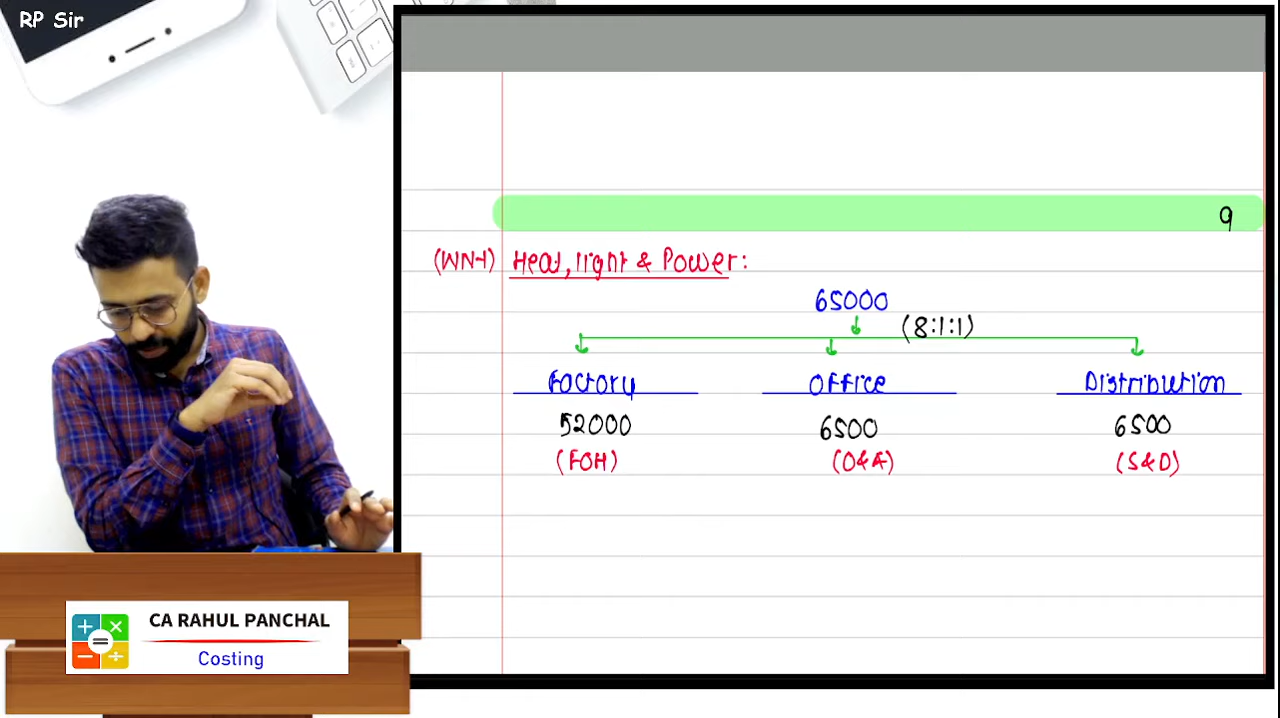 RP Sir
9
(WN-1) Heat, light & Power:
65000
(8:1:1)
Factory Office Distribution
52000 6500 6500
(FOH) (O&A) (S&D)
CA RAHUL PANCHAL
Costing